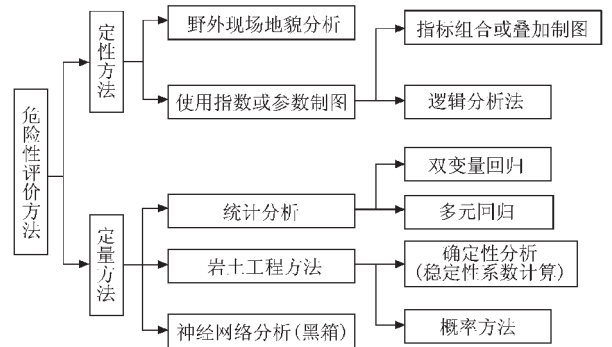 危险性评价方法
定性方法
野外现场地貌分析
使用指数或参数制图
指标组合或叠加制图
逻辑分析法
定量方法
统计分析
双变量回归
多元回归
岩土工程方法
确定性分析
(稳定性系数计算)
概率方法
神经网络分析(黑箱)